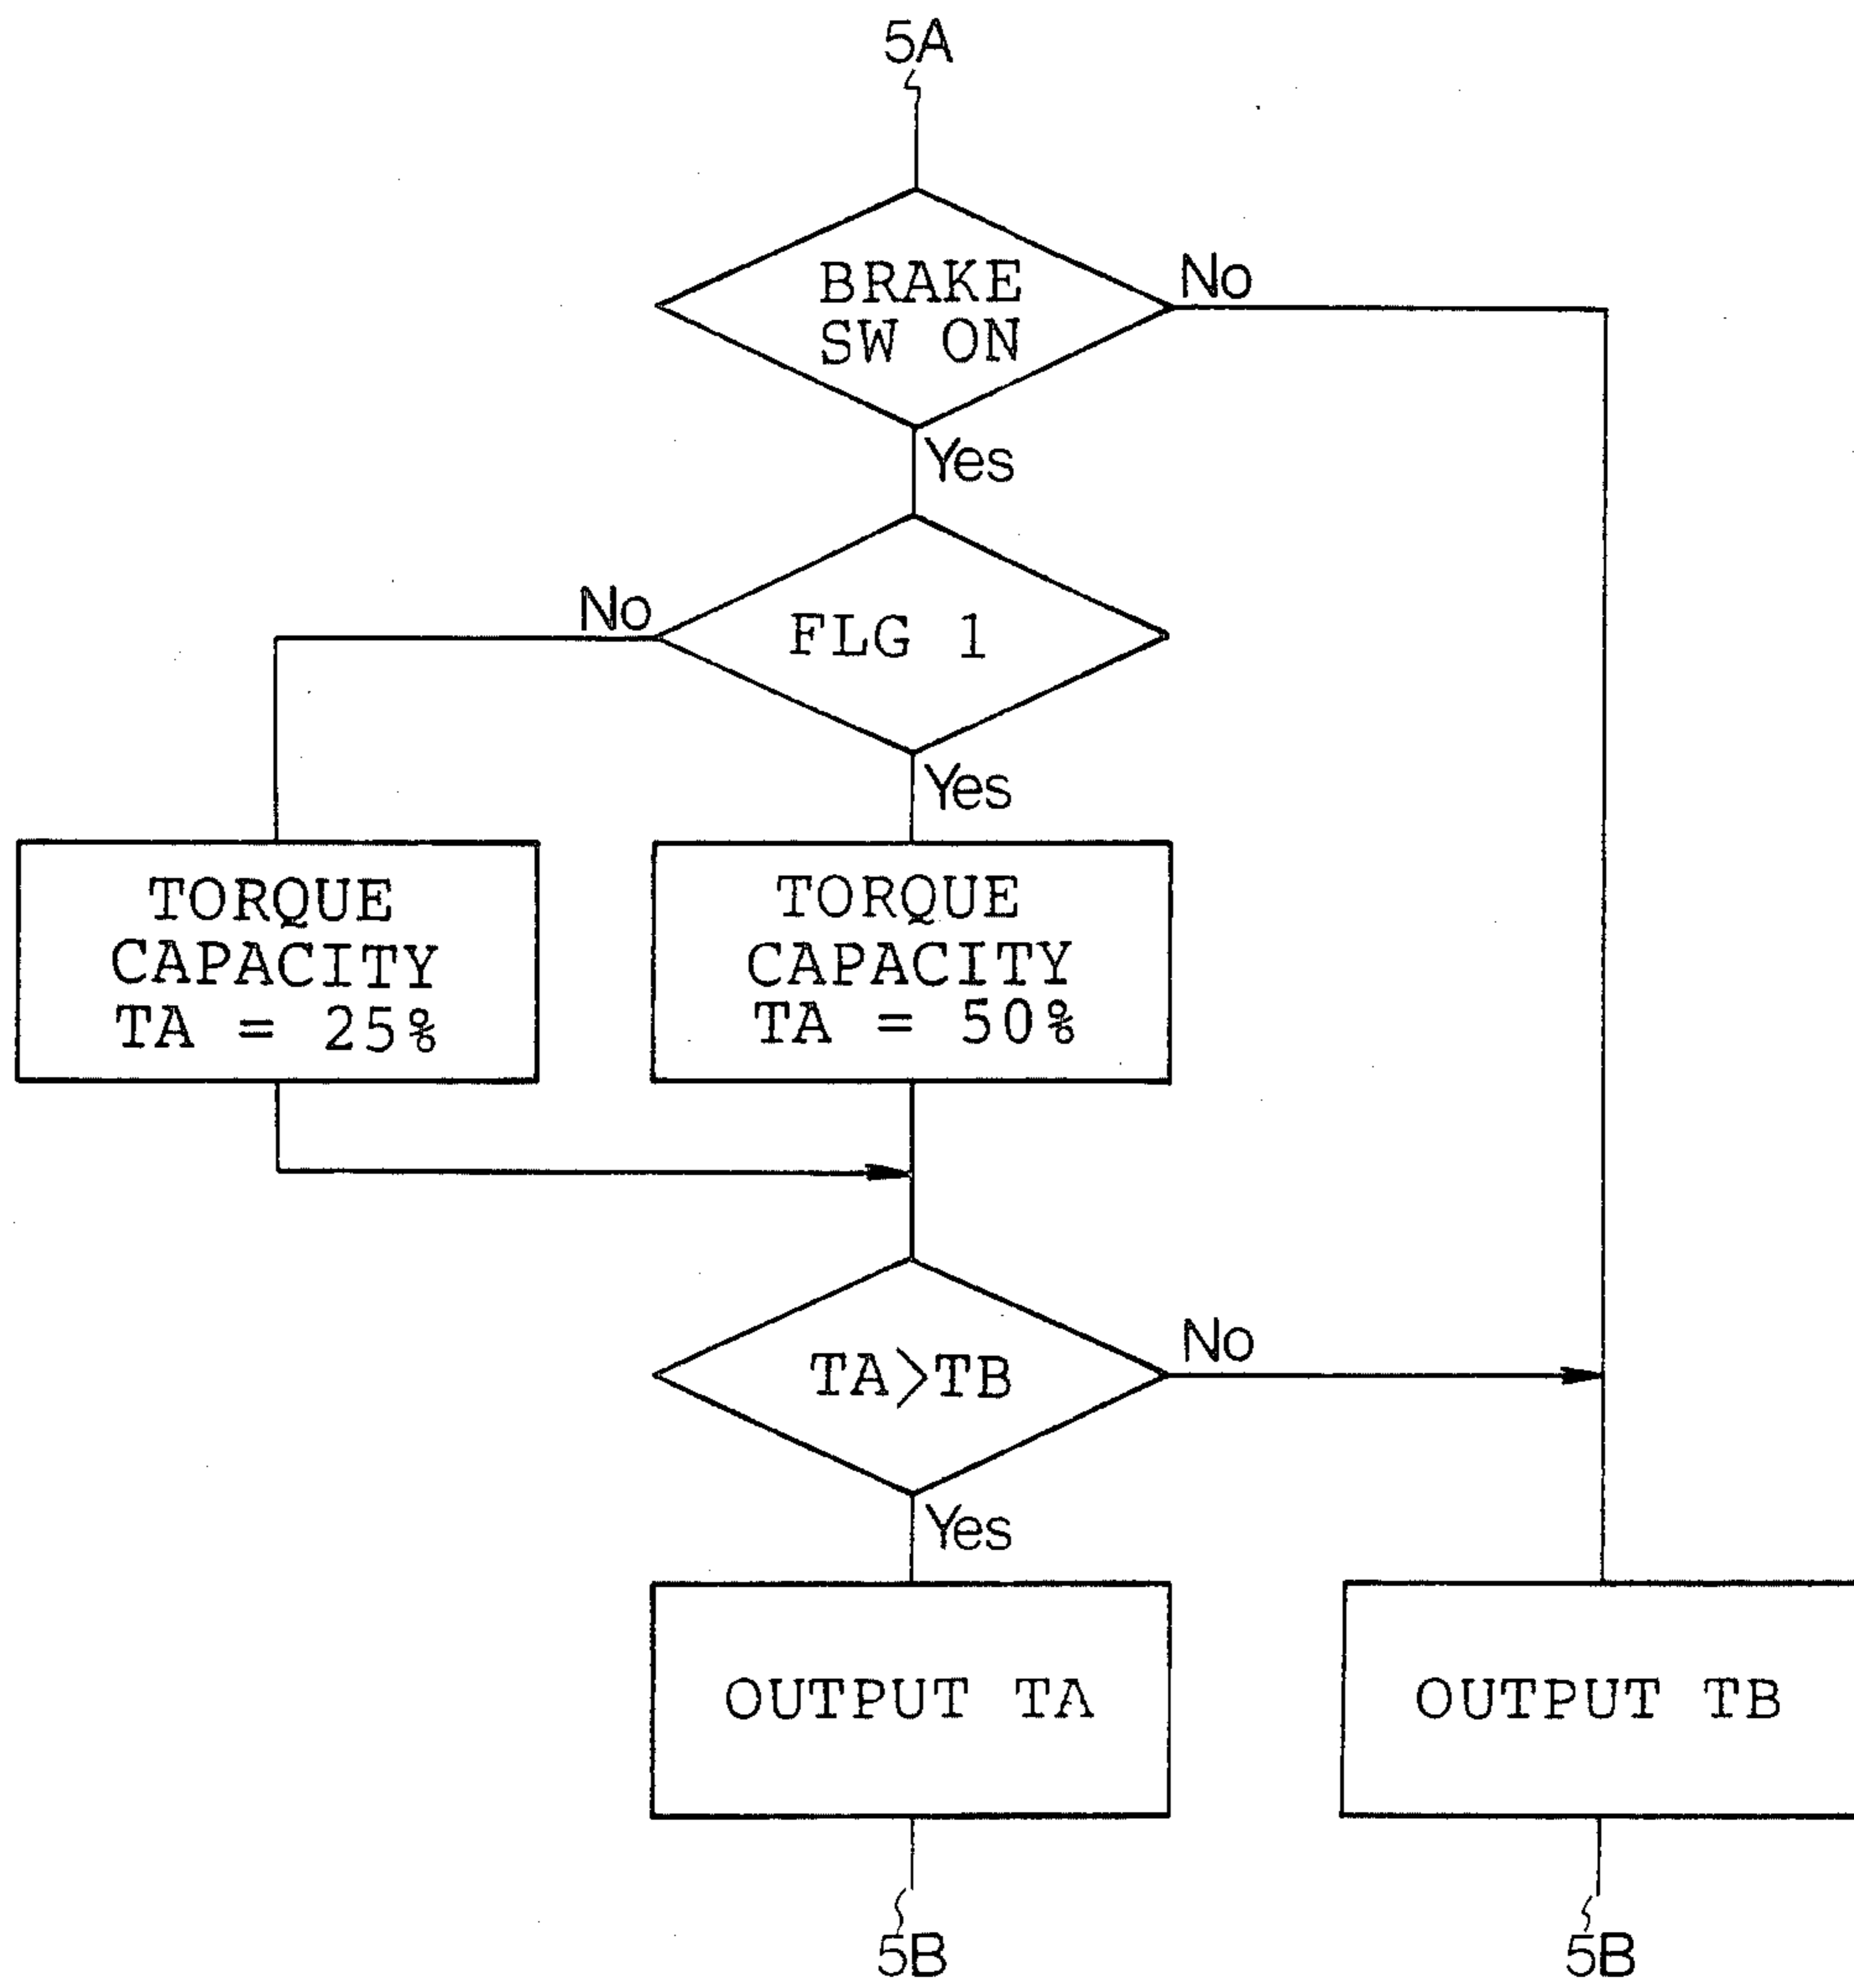 5A
BRAKE
SW ON
No
Yes
FLG 1
No
Yes
TORQUE
CAPACITY
TA = 25%
TORQUE
CAPACITY
TA = 50%
TA>TB
No
Yes
OUTPUT TA
OUTPUT TB
5B
5B